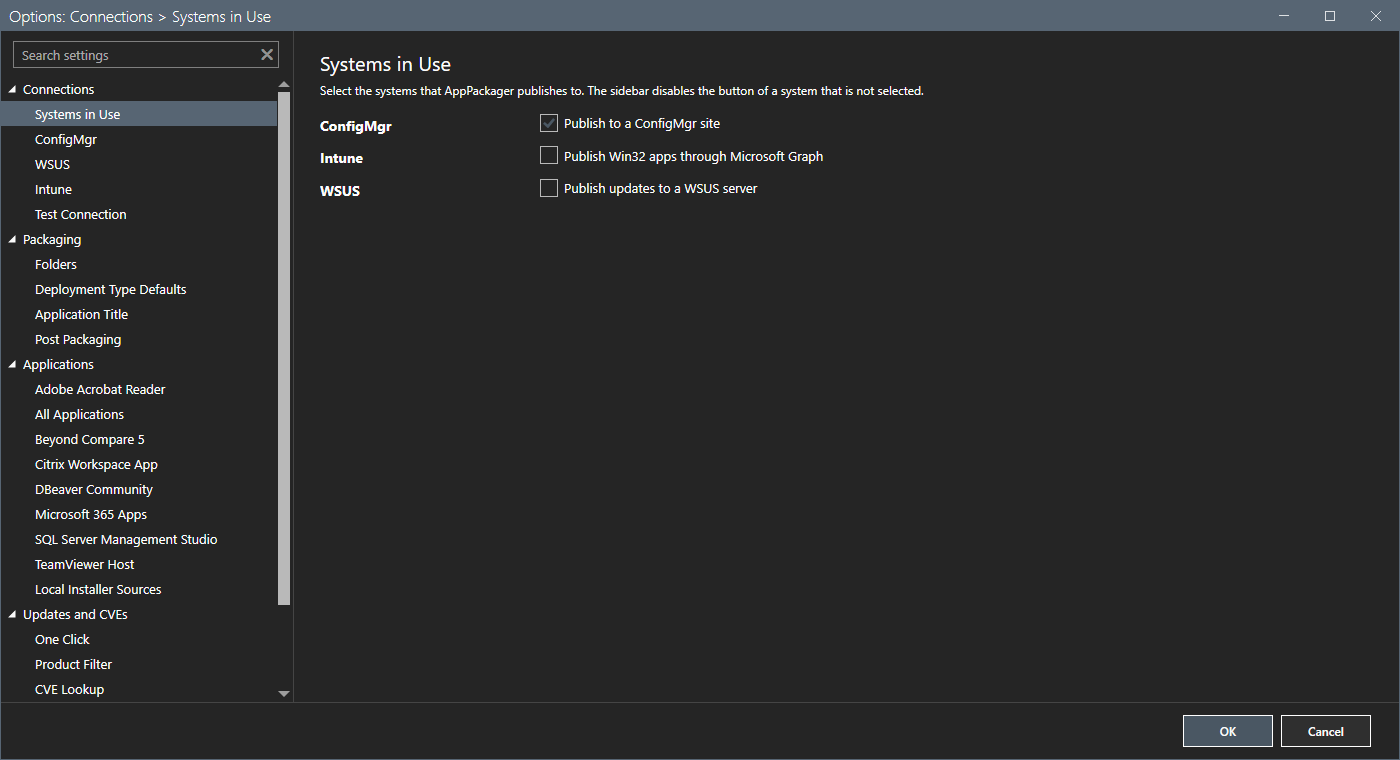 Options: Connections > Systems in Use
Search settings
Connections
Systems in Use
ConfigMgr
WSUS
Intune
Test Connection
Packaging
Folders
Deployment Type Defaults
Application Title
Post Packaging
Applications
Adobe Acrobat Reader
All Applications
Beyond Compare 5
Citrix Workspace App
DBeaver Community
Microsoft 365 Apps
SQL Server Management Studio
TeamViewer Host
Local Installer Sources
Updates and CVEs
One Click
Product Filter
CVE Lookup
Systems in Use
Select the systems that AppPackager publishes to. The sidebar disables the button of a system that is not selected.
ConfigMgr Publish to a ConfigMgr site
Intune Publish Win32 apps through Microsoft Graph
WSUS Publish updates to a WSUS server
OK Cancel